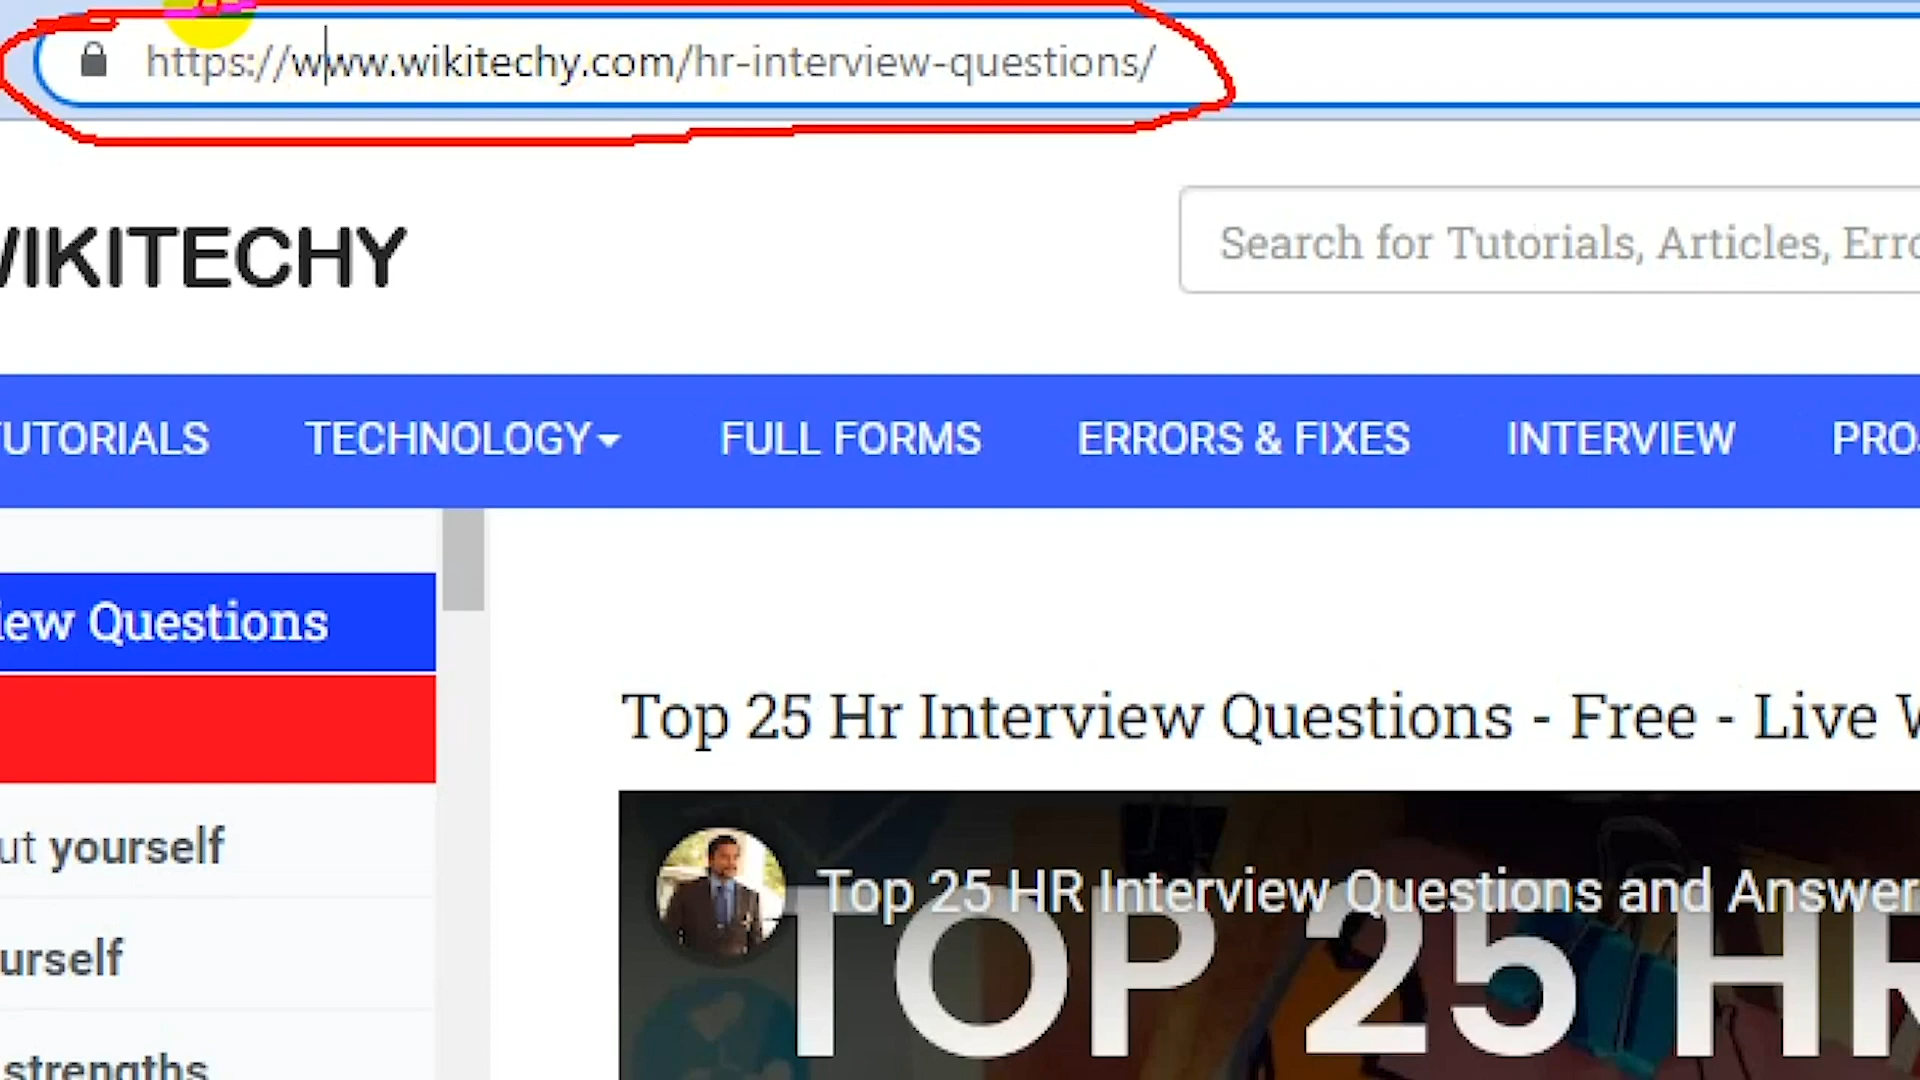 https://www.wikitechy.com/hr-interview-questions/
WIKITECHY
Search for Tutorials, Articles, Erro
TUTORIALS TECHNOLOGY FULL FORMS ERRORS & FIXES INTERVIEW PRO
iew Questions
Top 25 Hr Interview Questions - Free - Live W
ut yourself
Top 25 HR Interview Questions and Answer
TOP 25 HR
urself
strengths